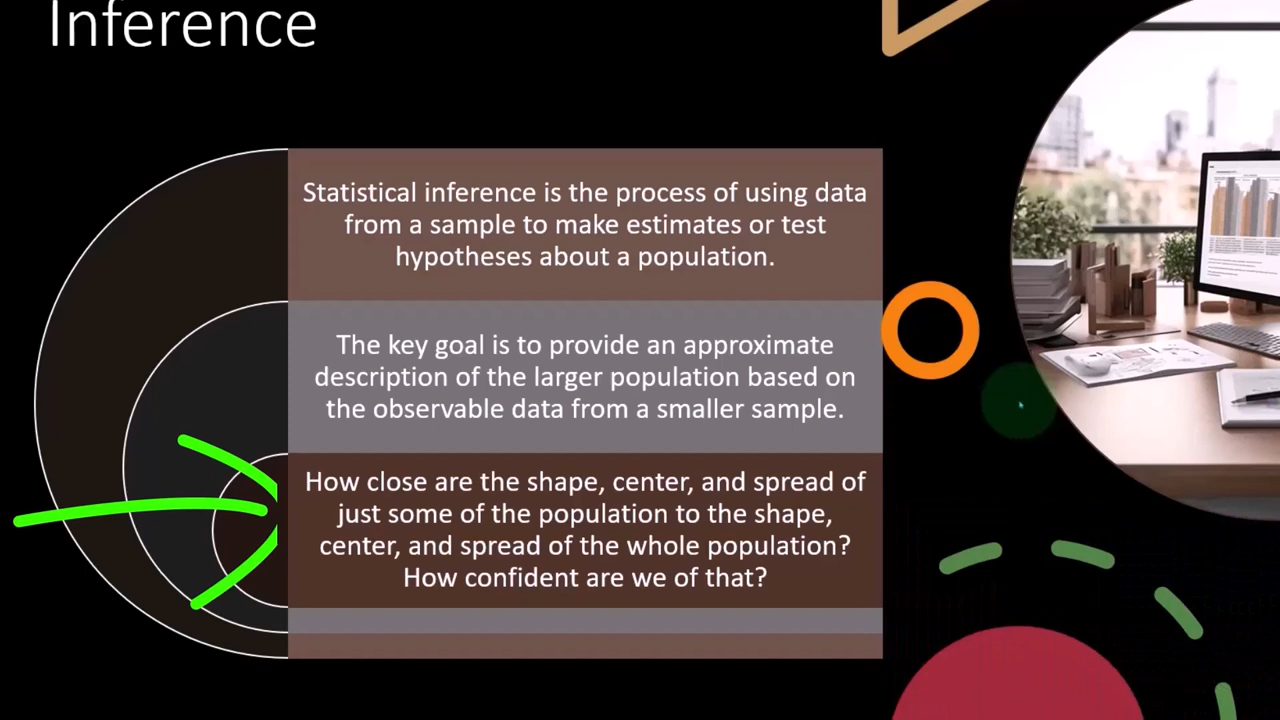 Inference
Statistical inference is the process of using data
from a sample to make estimates or test
hypotheses about a population.
The key goal is to provide an approximate
description of the larger population based on
the observable data from a smaller sample.
How close are the shape, center, and spread of
just some of the population to the shape,
center, and spread of the whole population?
How confident are we of that?